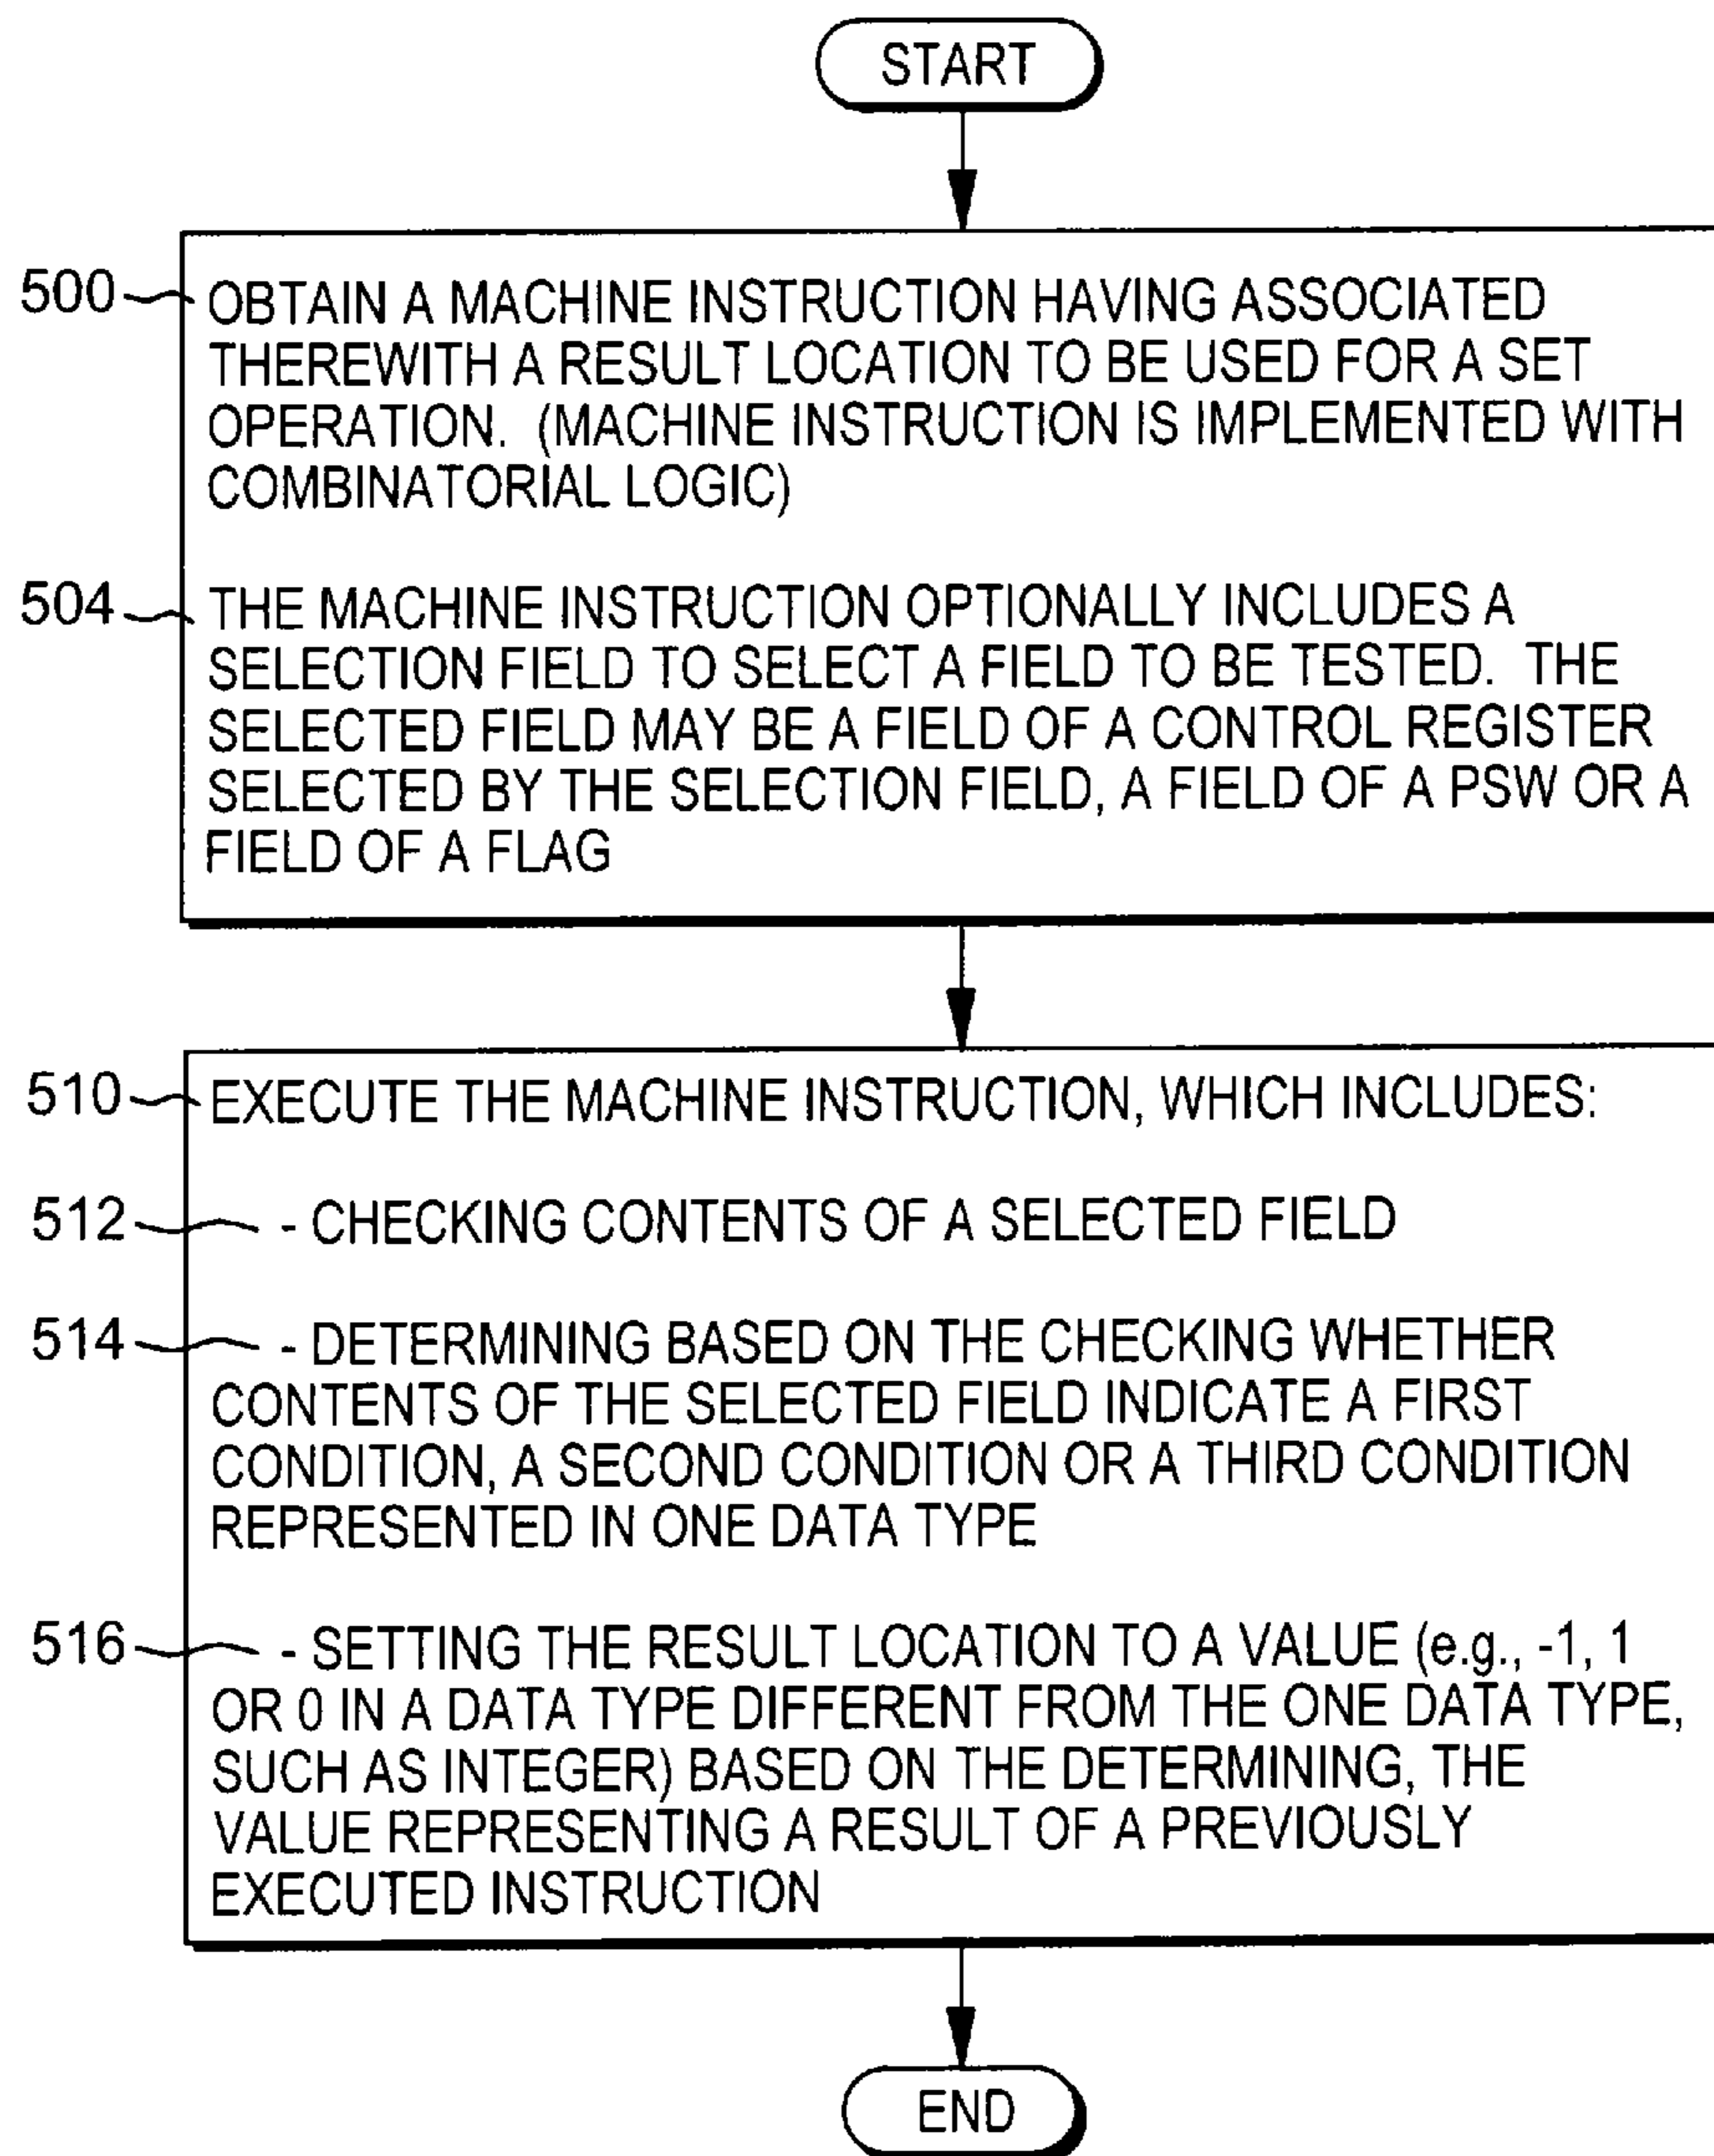 START
500 OBTAIN A MACHINE INSTRUCTION HAVING ASSOCIATED
THEREWITH A RESULT LOCATION TO BE USED FOR A SET
OPERATION. (MACHINE INSTRUCTION IS IMPLEMENTED WITH
COMBINATORIAL LOGIC)
504 THE MACHINE INSTRUCTION OPTIONALLY INCLUDES A
SELECTION FIELD TO SELECT A FIELD TO BE TESTED. THE
SELECTED FIELD MAY BE A FIELD OF A CONTROL REGISTER
SELECTED BY THE SELECTION FIELD, A FIELD OF A PSW OR A
FIELD OF A FLAG
510 EXECUTE THE MACHINE INSTRUCTION, WHICH INCLUDES:
512 - CHECKING CONTENTS OF A SELECTED FIELD
514 - DETERMINING BASED ON THE CHECKING WHETHER
CONTENTS OF THE SELECTED FIELD INDICATE A FIRST
CONDITION, A SECOND CONDITION OR A THIRD CONDITION
REPRESENTED IN ONE DATA TYPE
516 - SETTING THE RESULT LOCATION TO A VALUE (e.g., -1, 1
OR 0 IN A DATA TYPE DIFFERENT FROM THE ONE DATA TYPE,
SUCH AS INTEGER) BASED ON THE DETERMINING, THE
VALUE REPRESENTING A RESULT OF A PREVIOUSLY
EXECUTED INSTRUCTION
END